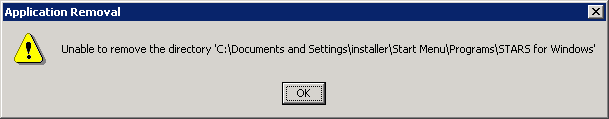 Application Removal
Unable to remove the directory 'C:\Documents and Settings\installer\Start Menu\Programs\STARS for Windows'
OK